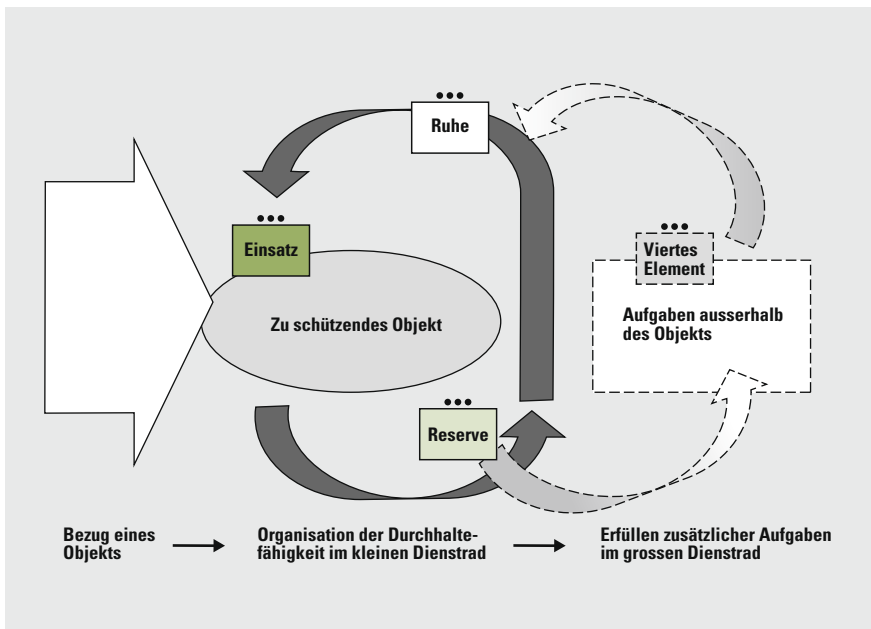 Ruhe
Einsatz
Viertes
Element
Zu schützendes Objekt
Aufgaben ausserhalb
des Objekts
Reserve
Bezug eines
Objekts
Organisation der Durchhalte-
fähigkeit im kleinen Dienstrad
Erfüllen zusätzlicher Aufgaben
im grossen Dienstrad